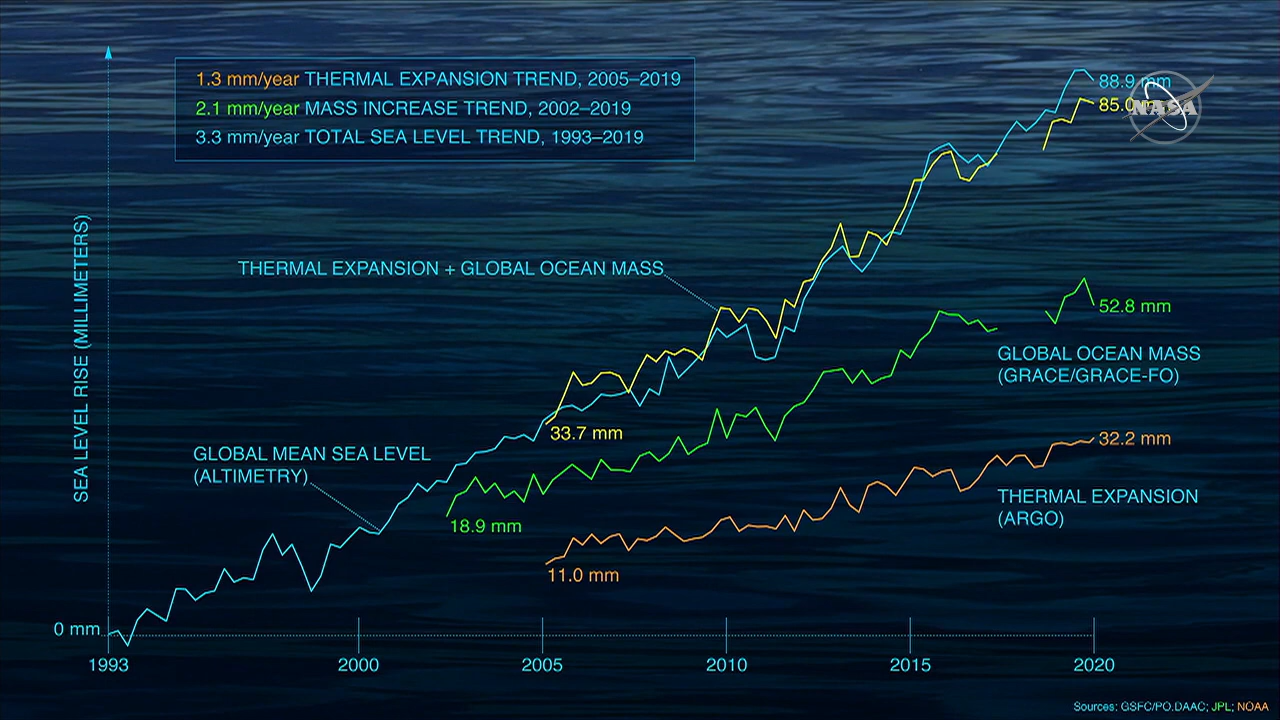 1.3 mm/year THERMAL EXPANSION TREND, 2005–2019
2.1 mm/year MASS INCREASE TREND, 2002–2019
3.3 mm/year TOTAL SEA LEVEL TREND, 1993–2019
88.9 mm
85.0 mm
NASA
SEA LEVEL RISE (MILLIMETERS)
THERMAL EXPANSION + GLOBAL OCEAN MASS
52.8 mm
GLOBAL OCEAN MASS
(GRACE/GRACE-FO)
33.7 mm
32.2 mm
GLOBAL MEAN SEA LEVEL
(ALTIMETRY)
THERMAL EXPANSION
(ARGO)
18.9 mm
11.0 mm
0 mm
1993 2000 2005 2010 2015 2020
Sources: GSFC/PO.DAAC; JPL; NOAA